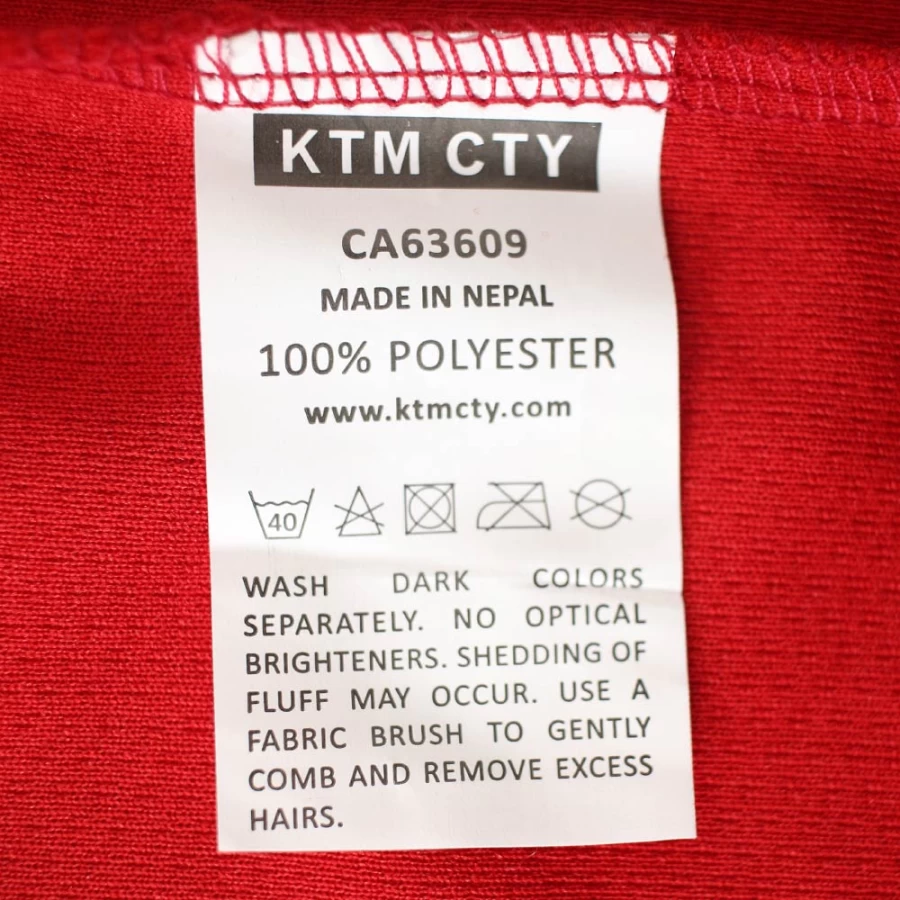 KTM CTY
CA63609
MADE IN NEPAL
100% POLYESTER
www.ktmcty.com
40
WASH DARK COLORS
SEPARATELY. NO OPTICAL
BRIGHTENERS. SHEDDING OF
FLUFF MAY OCCUR. USE A
FABRIC BRUSH TO GENTLY
COMB AND REMOVE EXCESS
HAIRS.